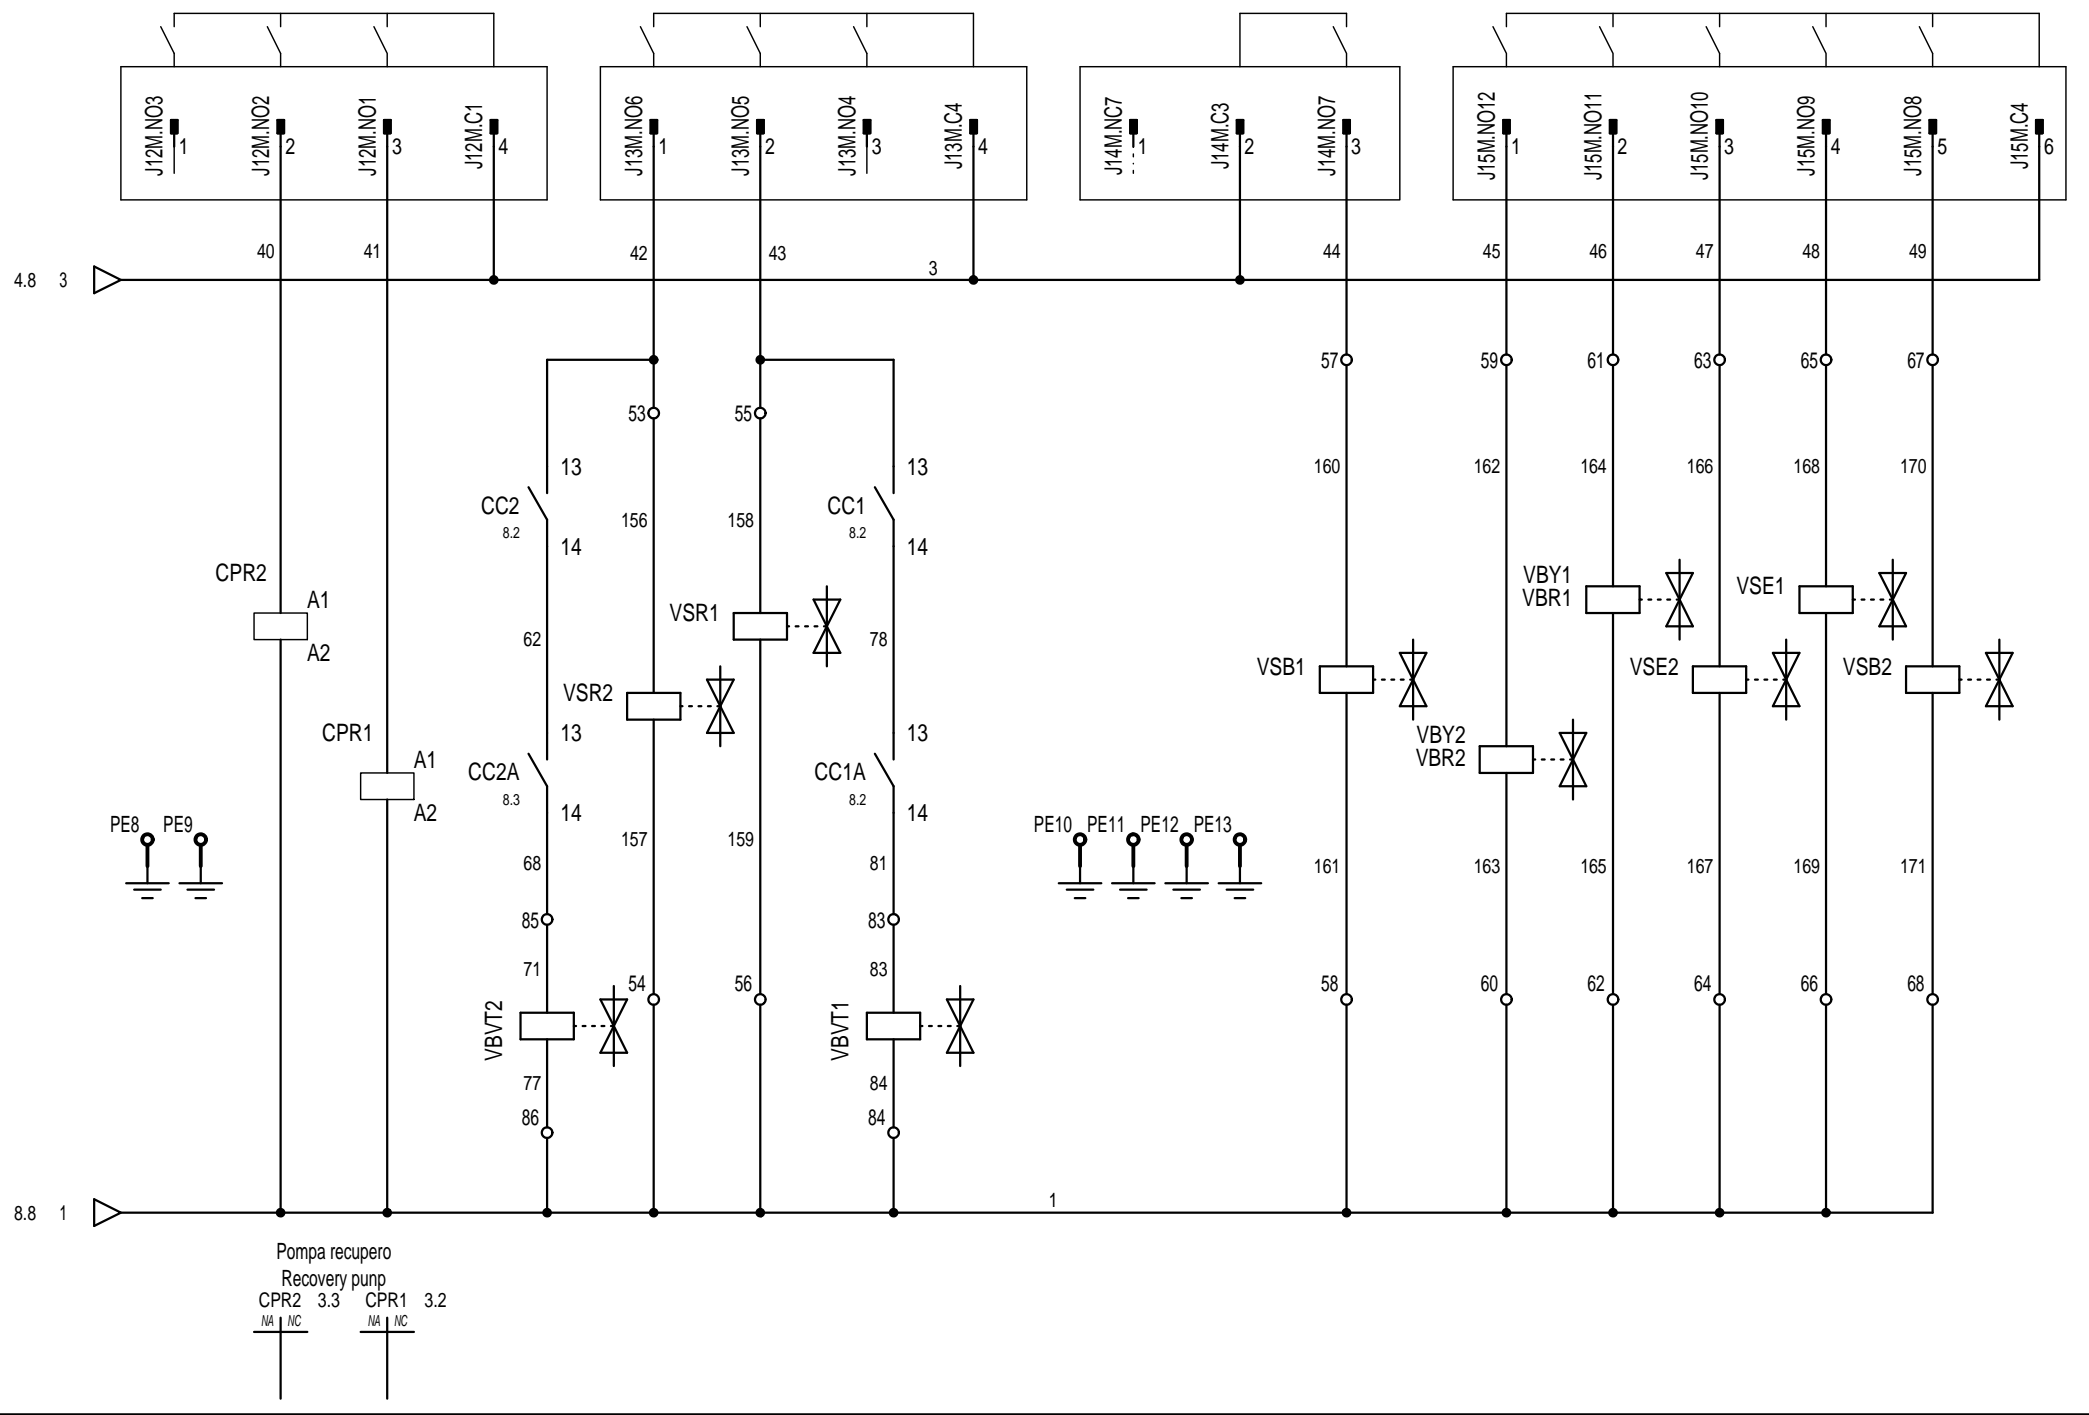 J12M.NO3 1 J12M.NO2 2 J12M.NO1 3 J12M.C1 4 J13M.NO6 1 J13M.NO5 2 J13M.NO4 3 J13M.C4 4 J14M.NC7 1 J14M.C3 2 J14M.NO7 3 J15M.NO12 1 J15M.NO11 2 J15M.NO10 3 J15M.NO9 4 J15M.NO8 5 J15M.C4 6
40 41 42 43 44 45 46 47 48 49
4.8 3 3
57 59 61 63 65 67
53 55
13 13 160 162 164 166 168 170
CC2 156 158 CC1
8.2 8.2
14 14
CPR2 VBY1 VSE1
VBR1
A1 VSR1
62 78
A2 VSB1 VSE2 VSB2
VSR2
CPR1 13 13 VBY2
VBR2
A1
CC2A CC1A
8.3 8.2
A2 14 14
PE8 PE9 157 159 PE10 PE11 PE12 PE13
68 81 161 163 165 167 169 171
85 83
71 83
54 56 58 60 62 64 66 68
VBVT2 VBVT1
77 84
86 84
8.8 1 1
Pompa recupero
Recovery punp
CPR2 3.3 CPR1 3.2
NA NC NA NC